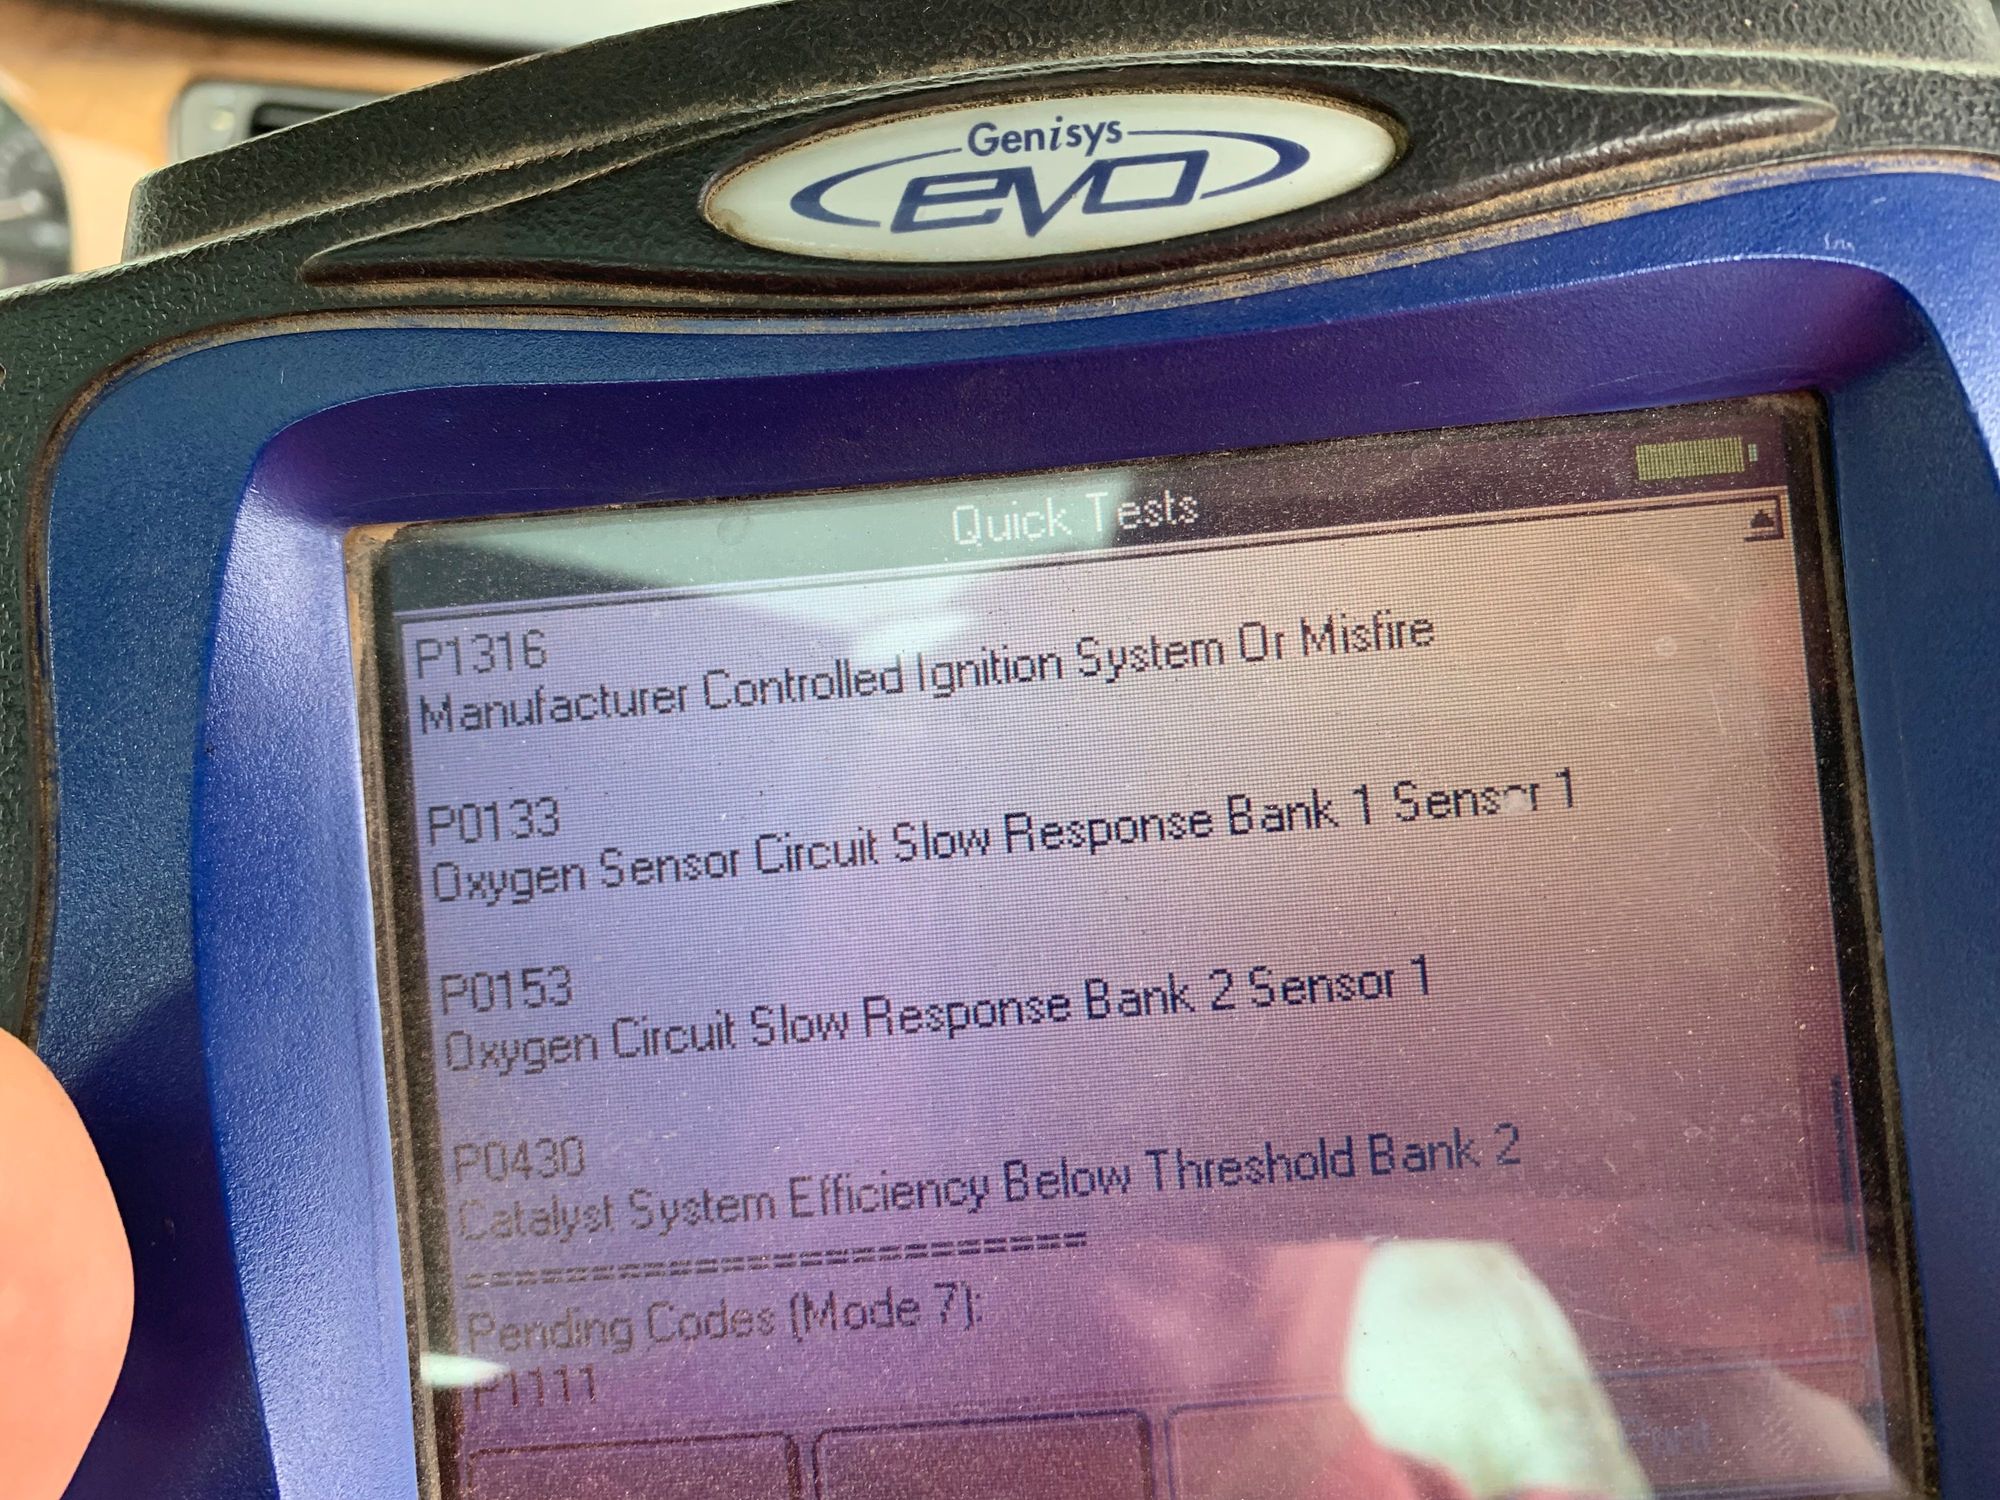 Genisys
evo
Quick Tests
P1316
Manufacturer Controlled Ignition System Or Misfire
P0133
Oxygen Sensor Circuit Slow Response Bank 1 Sensor 1
P0153
Oxygen Circuit Slow Response Bank 2 Sensor 1
P0430
Catalyst System Efficiency Below Threshold Bank 2
=========================
Pending Codes (Mode 7):
P1111